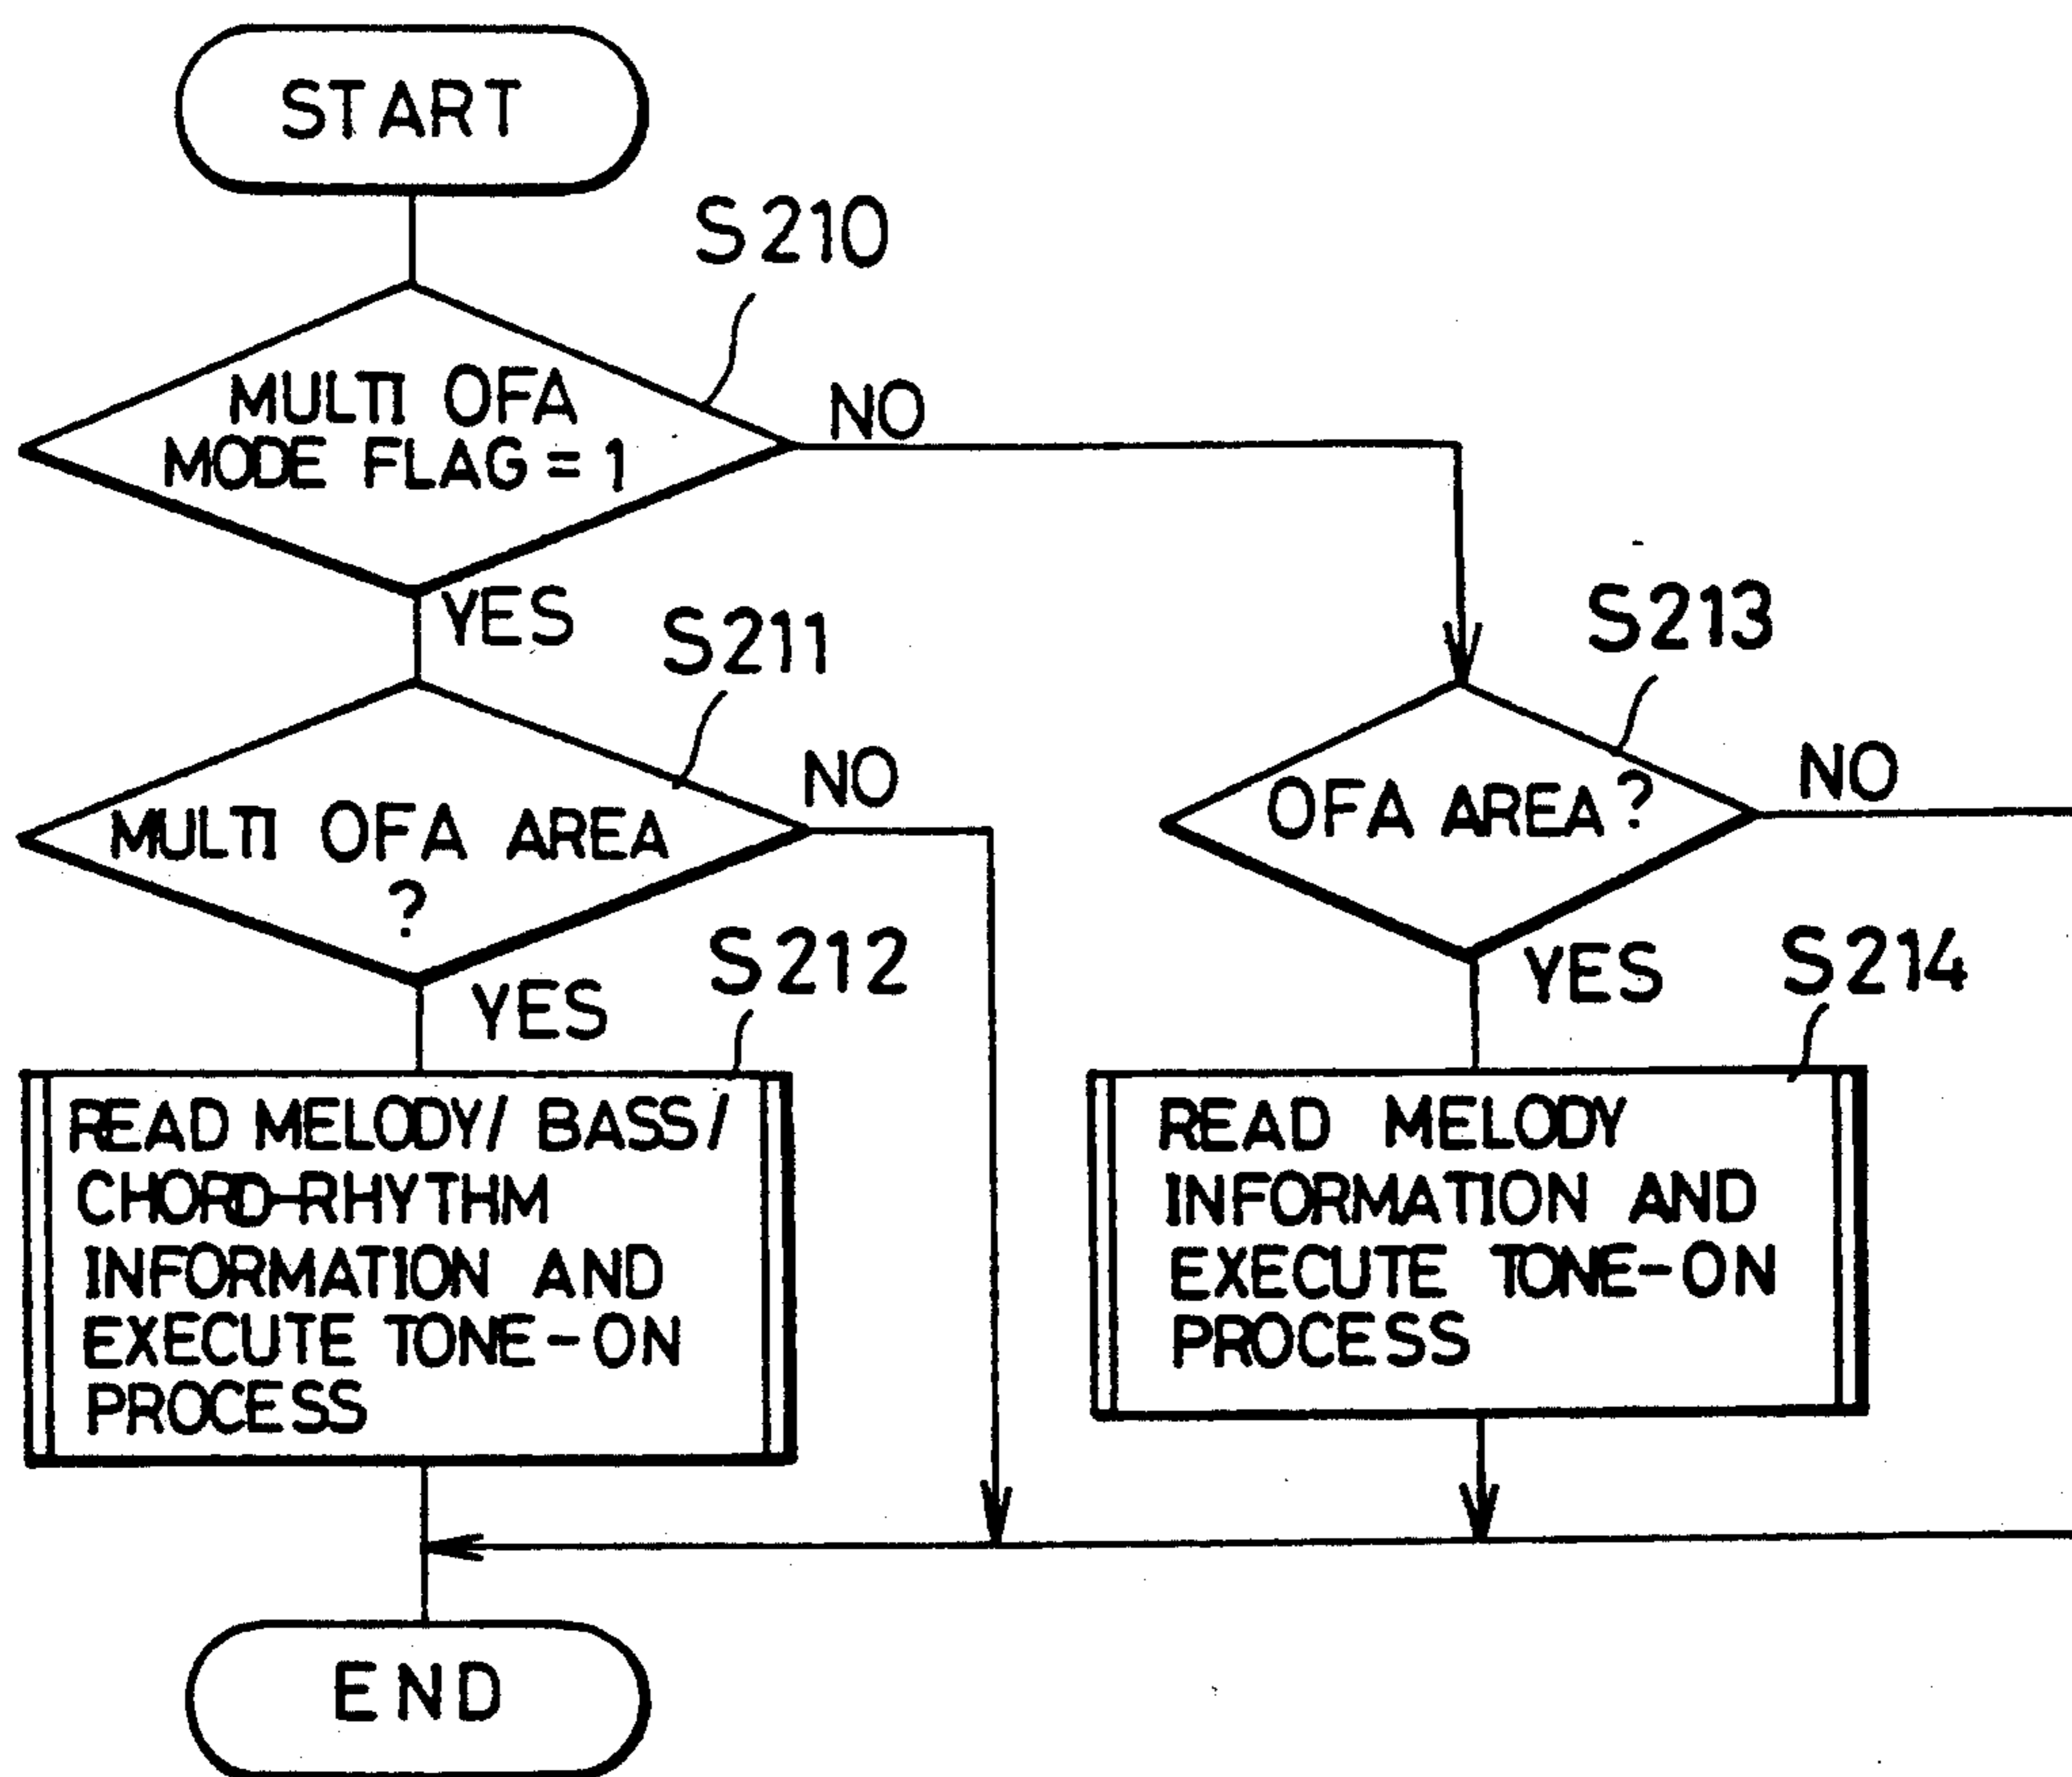 START
S210
MULTI OFA
MODE FLAG = 1
NO
YES
S211
MULTI OFA AREA
?
NO
YES
S213
OFA AREA?
NO
YES
S212
READ MELODY/ BASS/
CHORD-RHYTHM
INFORMATION AND
EXECUTE TONE-ON
PROCESS
S214
READ MELODY
INFORMATION AND
EXECUTE TONE-ON
PROCESS
END